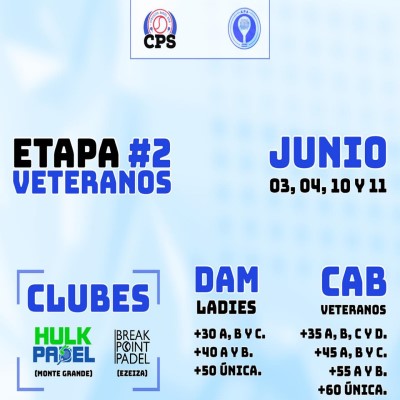 CPS
ETAPA #2
VETERANOS
JUNIO
03, 04, 10 Y 11
CLUBES
HULK
PADEL
(MONTE GRANDE)
BREAK
POINT
PADEL
(EZEIZA)
DAM
LADIES
+30 A, B Y C.
+40 A Y B.
+50 ÚNICA.
CAB
VETERANOS
+35 A, B, C Y D.
+45 A, B Y C.
+55 A Y B.
+60 ÚNICA.